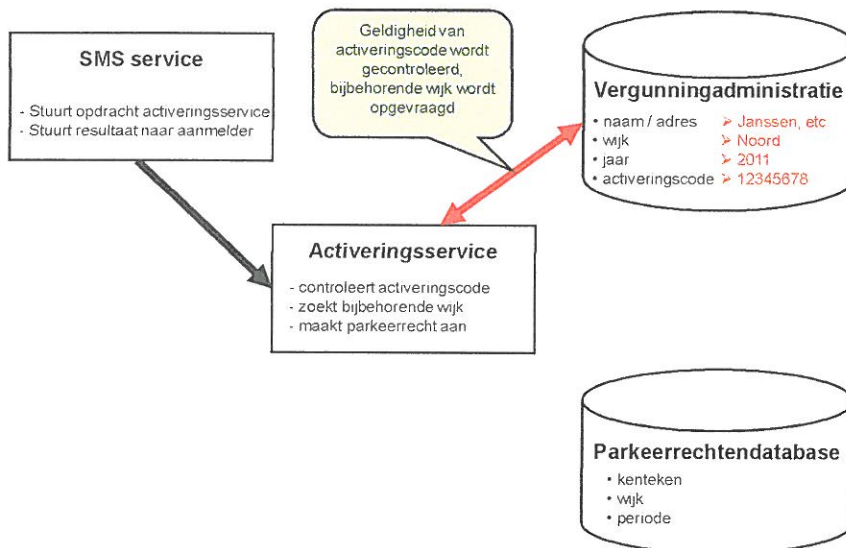 SMS service
- Stuurt opdracht activeringsservice
- Stuurt resultaat naar aanmelder
Geldigheid van
activeringscode wordt
gecontroleerd,
bijbehorende wijk wordt
opgevraagd
Vergunningadministratie
• naam / adres ➢ Janssen, etc
• wijk ➢ Noord
• jaar ➢ 2011
• activeringscode ➢ 12345678
Activeringsservice
- controleert activeringscode
- zoekt bijbehorende wijk
- maakt parkeerrecht aan
Parkeerrechtendatabase
• kenteken
• wijk
• periode